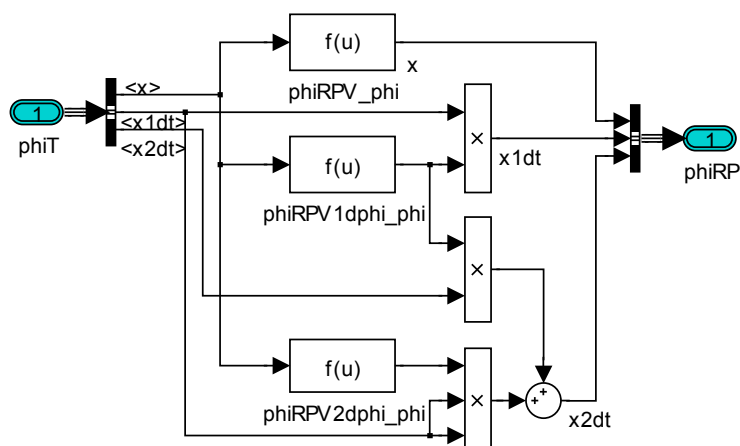 f(u)
x
phiRPV_phi
<x>
1
phiT
<x1dt>
<x2dt>
×
x1dt
1
phiRP
f(u)
phiRPV1dphi_phi
×
f(u)
phiRPV2dphi_phi
×
+
+
x2dt